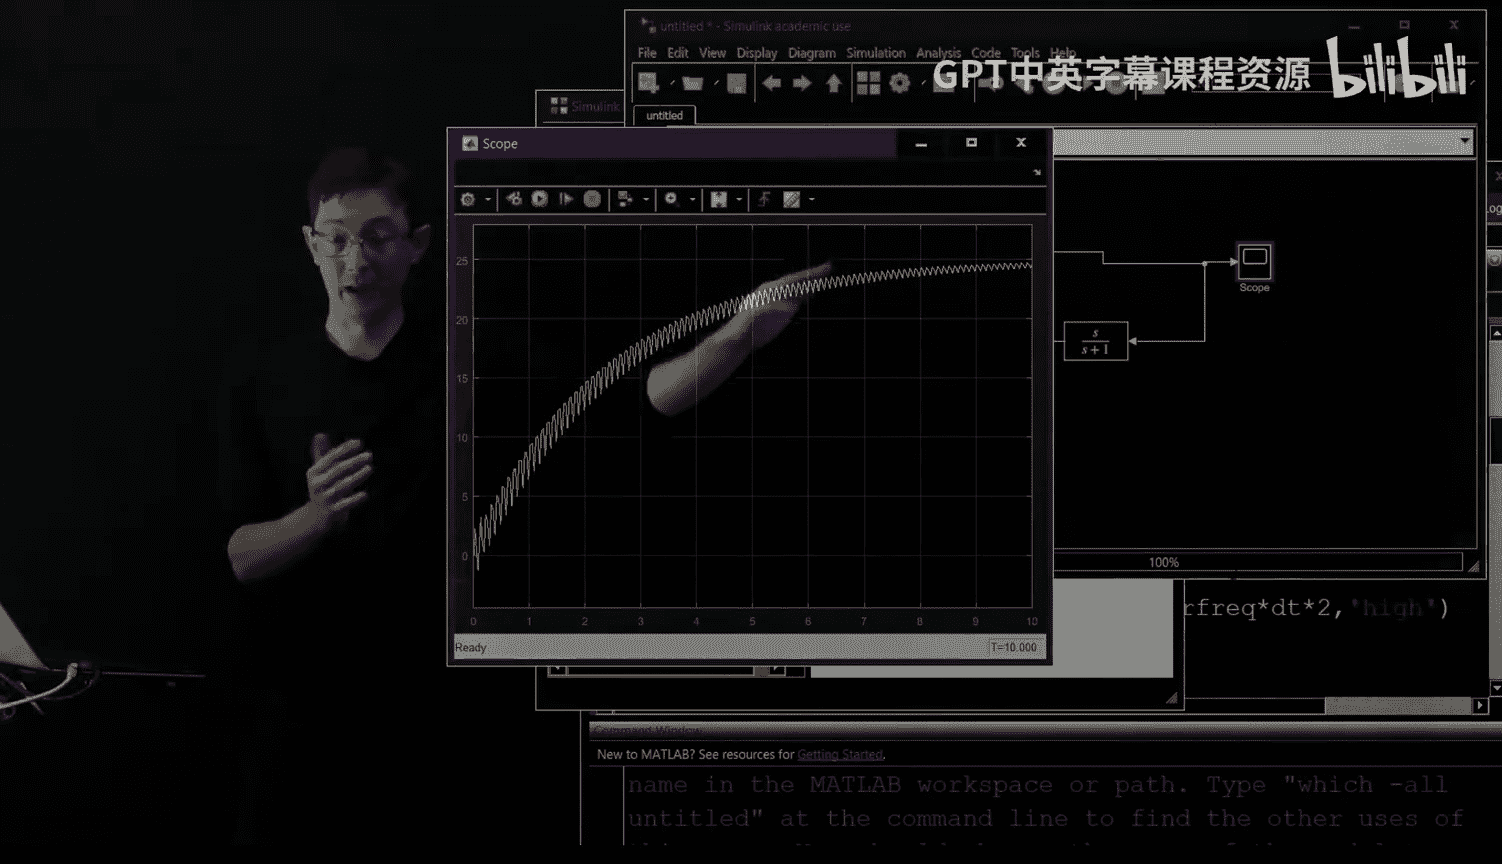 untitled * - Simulink academic use
File Edit View Display Diagram Simulation Analysis Code Tools Help
GPT中英字幕课程资源 bilibili
Simulink
untitled
Scope
25
20
15
10
5
0
0 1 2 3 4 5 6 7 8 9 10
Ready T=10.000
Scope
s
s+1
100%
rfreq*dt*2,'high')
Command Window
New to MATLAB? See resources for Getting Started.
name in the MATLAB workspace or path. Type "which -all
untitled" at the command line to find the other uses of